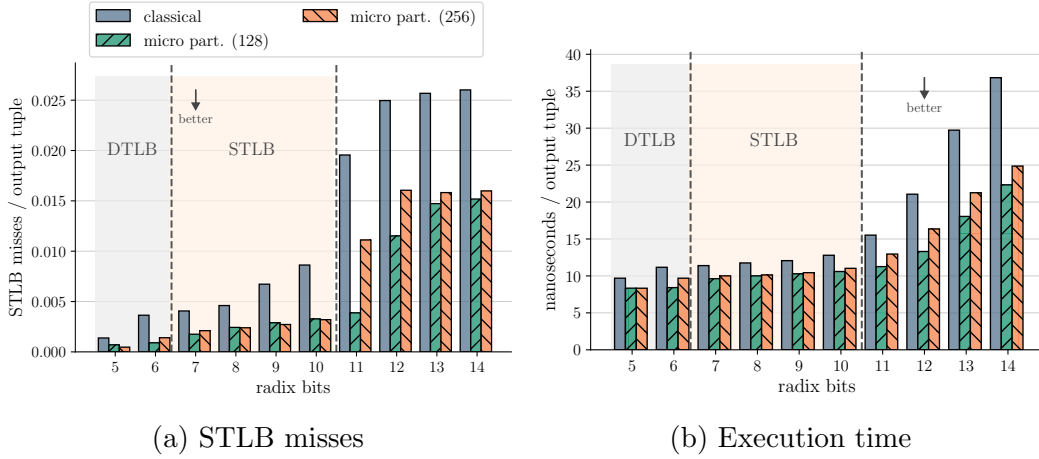 classical
micro part. (128)
micro part. (256)
STLB misses / output tuple
0.025
0.020
0.015
0.010
0.005
0.000
DTLB
STLB
better
5 6 7 8 9 10 11 12 13 14
radix bits
(a) STLB misses
nanoseconds / output tuple
40
35
30
25
20
15
10
5
0
DTLB
STLB
better
5 6 7 8 9 10 11 12 13 14
radix bits
(b) Execution time